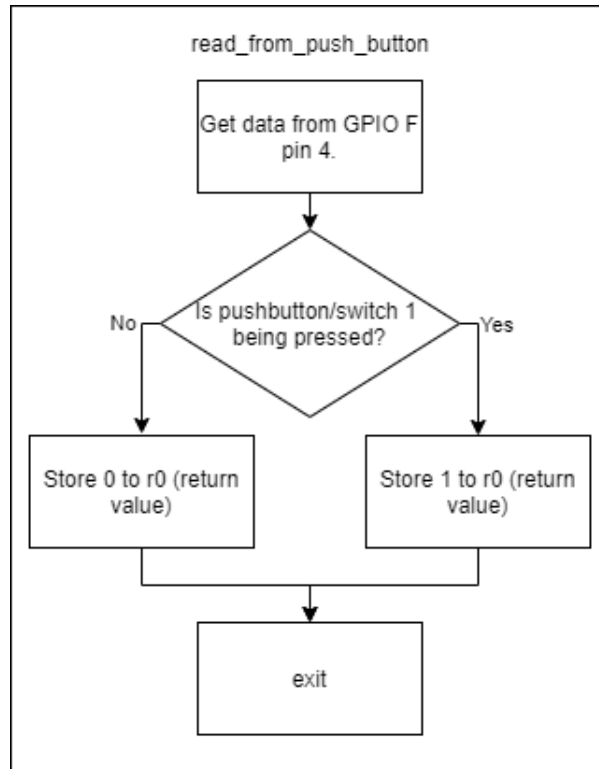 read_from_push_button
Get data from GPIO F
pin 4.
Is pushbutton/switch 1
being pressed?
No
Yes
Store 0 to r0 (return
value)
Store 1 to r0 (return
value)
exit